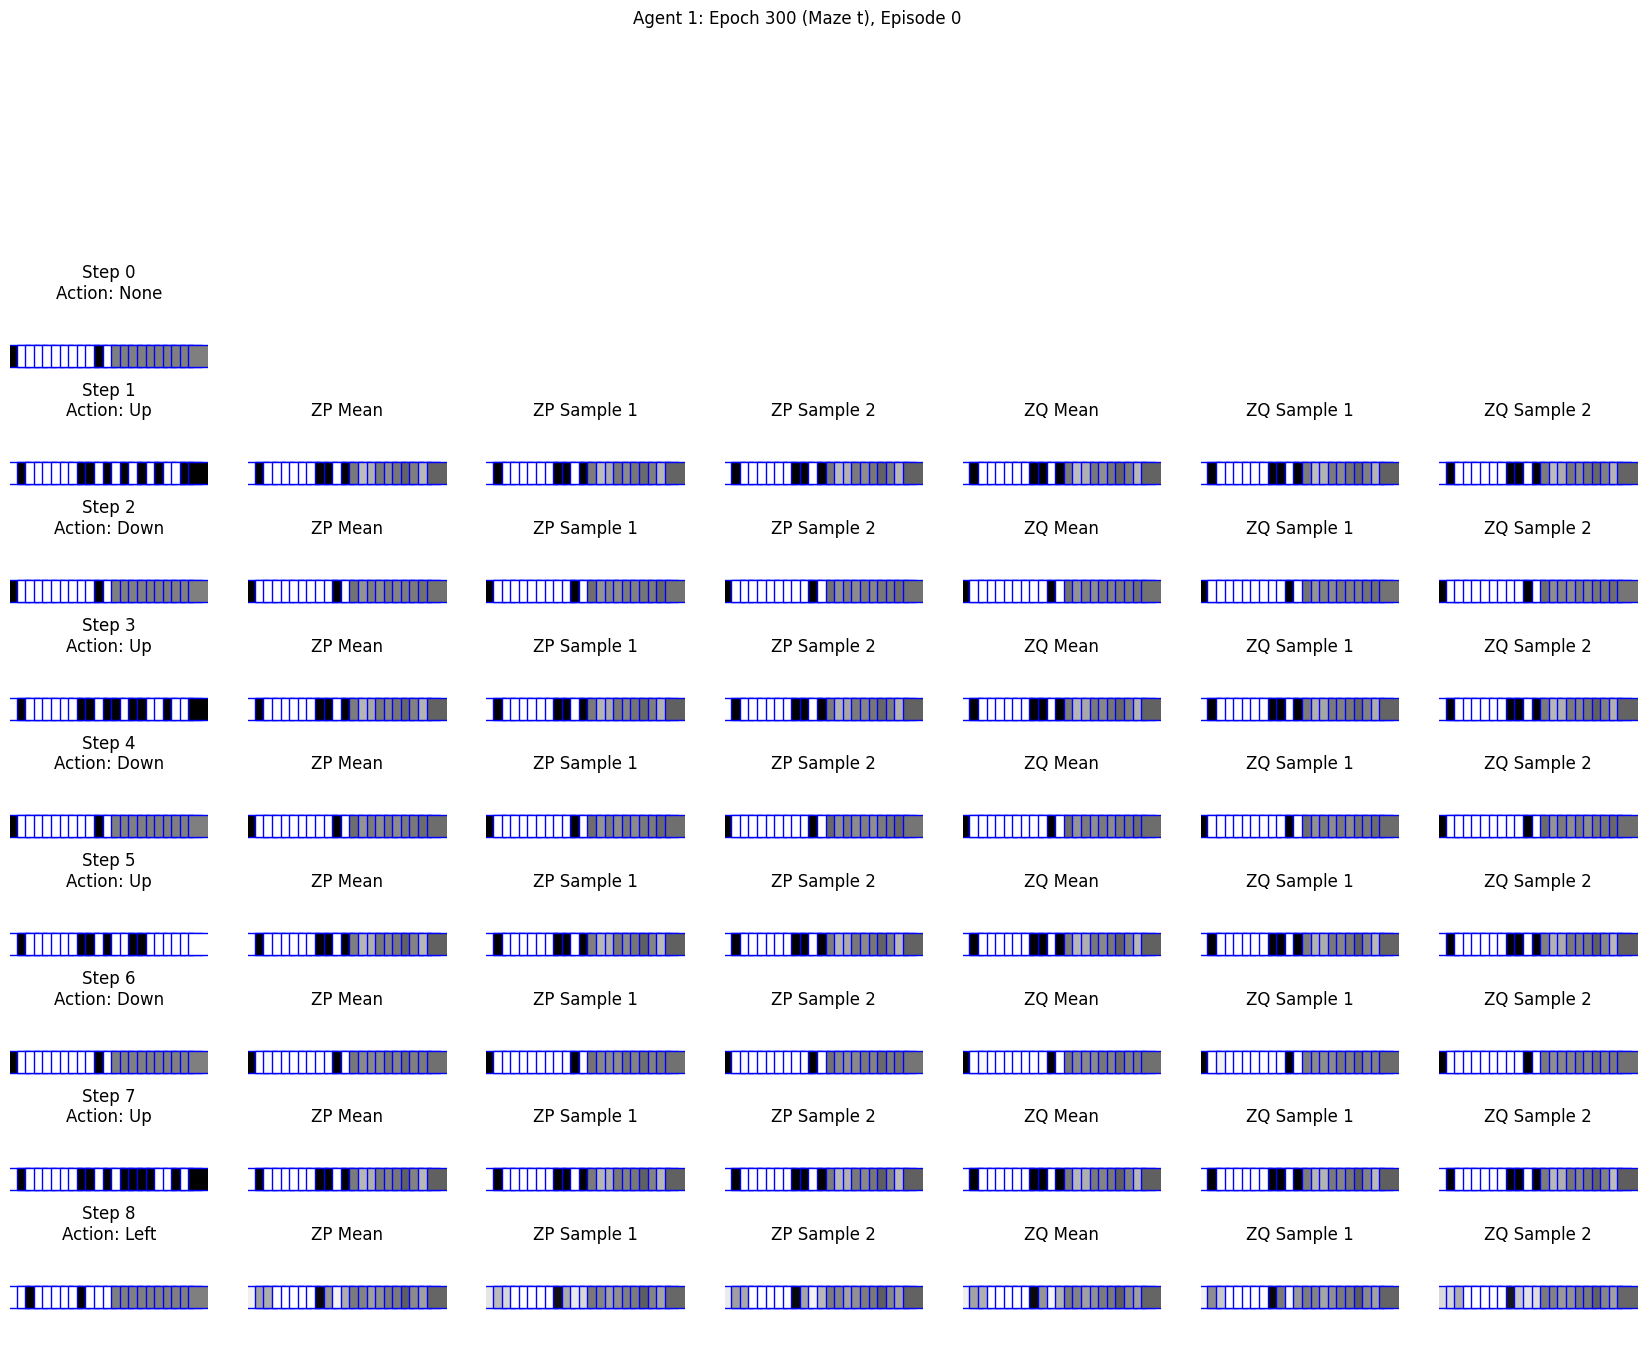 Agent 1: Epoch 300 (Maze t), Episode 0
Step 0
Action: None
Step 1
Action: Up
ZP Mean
ZP Sample 1
ZP Sample 2
ZQ Mean
ZQ Sample 1
ZQ Sample 2
Step 2
Action: Down
ZP Mean
ZP Sample 1
ZP Sample 2
ZQ Mean
ZQ Sample 1
ZQ Sample 2
Step 3
Action: Up
ZP Mean
ZP Sample 1
ZP Sample 2
ZQ Mean
ZQ Sample 1
ZQ Sample 2
Step 4
Action: Down
ZP Mean
ZP Sample 1
ZP Sample 2
ZQ Mean
ZQ Sample 1
ZQ Sample 2
Step 5
Action: Up
ZP Mean
ZP Sample 1
ZP Sample 2
ZQ Mean
ZQ Sample 1
ZQ Sample 2
Step 6
Action: Down
ZP Mean
ZP Sample 1
ZP Sample 2
ZQ Mean
ZQ Sample 1
ZQ Sample 2
Step 7
Action: Up
ZP Mean
ZP Sample 1
ZP Sample 2
ZQ Mean
ZQ Sample 1
ZQ Sample 2
Step 8
Action: Left
ZP Mean
ZP Sample 1
ZP Sample 2
ZQ Mean
ZQ Sample 1
ZQ Sample 2